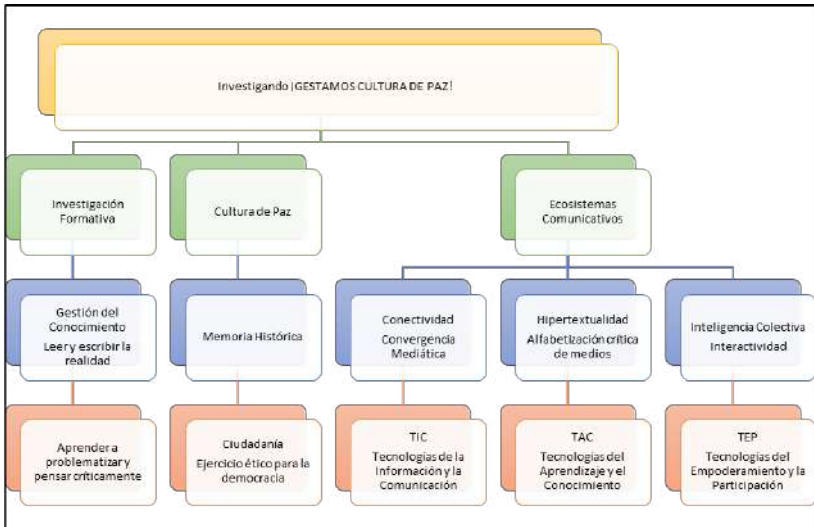 Investigando ¡GESTAMOS CULTURA DE PAZ!
Investigación
Formativa
Cultura de Paz
Ecosistemas
Comunicativos
Gestión del
Conocimiento
Leer y escribir la
realidad
Memoria Histórica
Conectividad
Convergencia
Mediática
Hipertextualidad
Alfabetización crítica
de medios
Inteligencia Colectiva
Interactividad
Aprender a
problematizar y
pensar críticamente
Ciudadanía
Ejercicio ético para la
democracia
TIC
Tecnologías de la
Información y la
Comunicación
TAC
Tecnologías del
Aprendizaje y el
Conocimiento
TEP
Tecnologías del
Empoderamiento y la
Participación